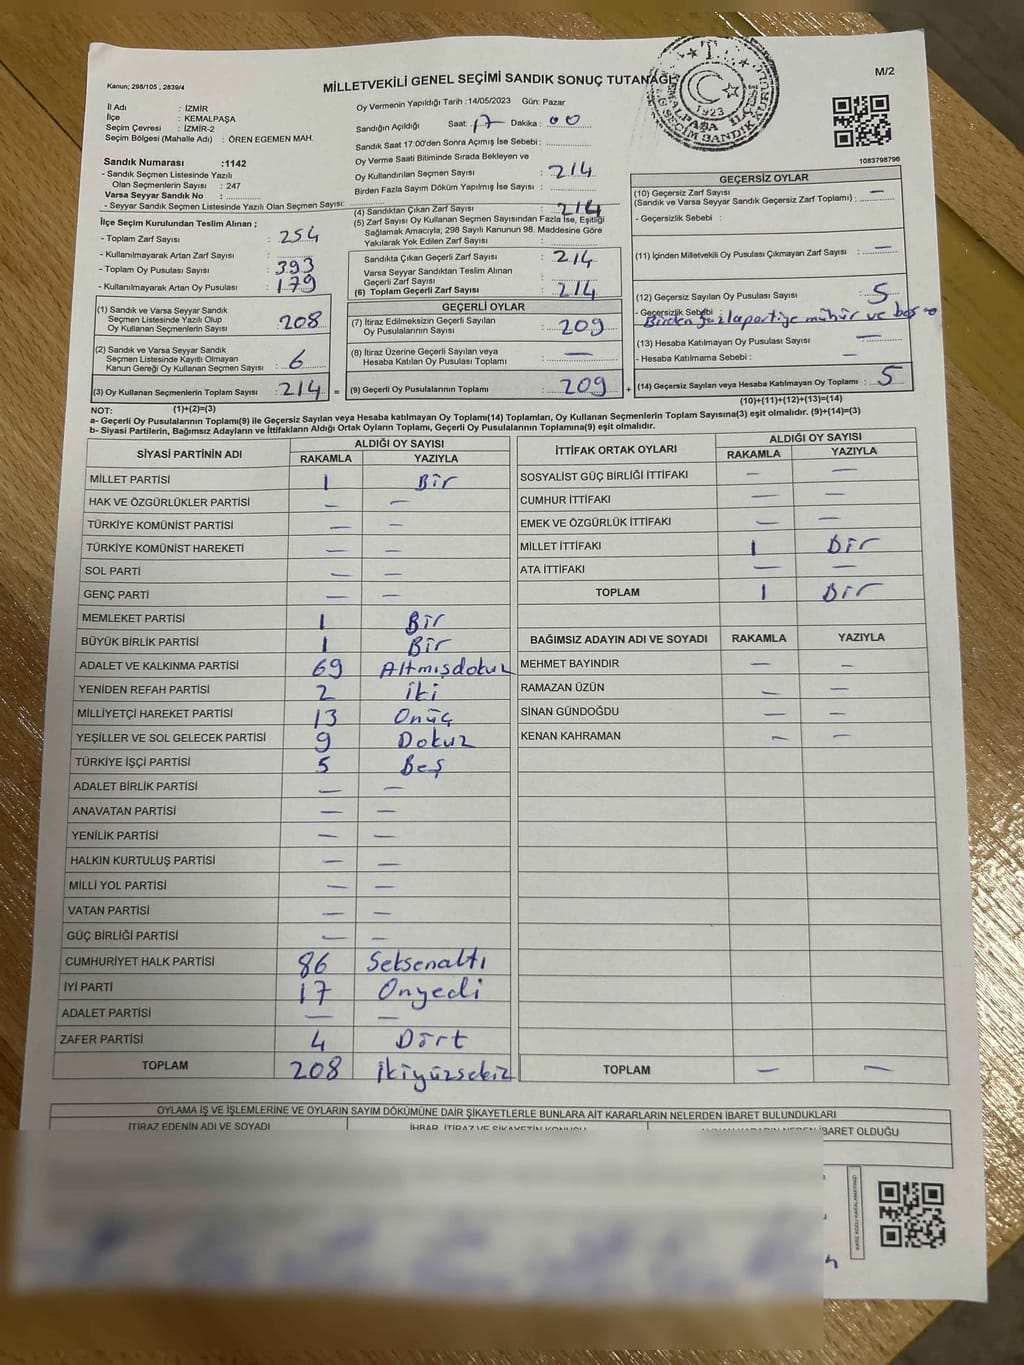 MİLLETVEKİLİ GENEL SEÇİMİ SANDIK SONUÇ TUTANAĞI
M/2
Kanun; 298/105 , 2839/4
İl Adı : İZMİR
İlçe : KEMALPAŞA
Seçim Çevresi : İZMİR-2
Seçim Bölgesi (Mahalle Adı) : ÖREN EGEMEN MAH.
Sandık Numarası :1142
- Sandık Seçmen Listesinde Yazılı
Olan Seçmenlerin Sayısı : 247
Varsa Seyyar Sandık No :
- Seyyar Sandık Seçmen Listesinde Yazılı Olan Seçmen Sayısı:
Oy Vermenin Yapıldığı Tarih :14/05/2023 Gün: Pazar
Sandığın Açıldığı Saat: 17 Dakika : 00
Sandık Saat 17:00'den Sonra Açılmış İse Sebebi :
Oy Verme Saati Bitiminde Sırada Bekleyen ve
Oy Kullandırılan Seçmen Sayısı : 214
Birden Fazla Sayım Döküm Yapılmış İse Sayısı :
1923
1083798796
İlçe Seçim Kurulundan Teslim Alınan ;
- Toplam Zarf Sayısı : 254
- Kullanılmayarak Artan Zarf Sayısı :
- Toplam Oy Pusulası Sayısı : 393
- Kullanılmayarak Artan Oy Pusulası : 179
(1) Sandık ve Varsa Seyyar Sandık
Seçmen Listesinde Yazılı Olup
Oy Kullanan Seçmenlerin Sayısı : 208
(2) Sandık ve Varsa Seyyar Sandık
Seçmen Listesinde Kayıtlı Olmayan
Kanun Gereği Oy Kullanan Seçmen Sayısı : 6
(3) Oy Kullanan Seçmenlerin Toplam Sayısı : 214 =
(4) Sandıktan Çıkan Zarf Sayısı : 214
(5) Zarf Sayısı Oy Kullanan Seçmen Sayısından Fazla İse, Eşitliği
Sağlamak Amacıyla; 298 Sayılı Kanunun 98. Maddesine Göre
Yakılarak Yok Edilen Zarf Sayısı :
Sandıkta Çıkan Geçerli Zarf Sayısı : 214
Varsa Seyyar Sandıktan Teslim Alınan
Geçerli Zarf Sayısı :
(6) Toplam Geçerli Zarf Sayısı : 214
GEÇERLİ OYLAR
(7) İtiraz Edilmeksizin Geçerli Sayılan
Oy Pusulalarının Sayısı : 209
(8) İtiraz Üzerine Geçerli Sayılan veya
Hesaba Katılan Oy Pusulaları Toplamı : —
(9) Geçerli Oy Pusulalarının Toplamı : 209 +
GEÇERSİZ OYLAR
(10) Geçersiz Zarf Sayısı —
(Sandık ve Varsa Seyyar Sandık Geçersiz Zarf Toplamı) :
- Geçersizlik Sebebi :
(11) İçinden Milletvekili Oy Pusulası Çıkmayan Zarf Sayısı : —
(12) Geçersiz Sayılan Oy Pusulası Sayısı : 5
- Geçersizlik Sebebi
Birden fazla partiye mühür ve boş
(13) Hesaba Katılmayan Oy Pusulası Sayısı : —
- Hesaba Katılmama Sebebi : —
(14) Geçersiz Sayılan veya Hesaba Katılmayan Oy Toplamı : 5
NOT: (1)+(2)=(3)
(10)+(11)+(12)+(13)=(14)
a- Geçerli Oy Pusulalarının Toplamı(9) ile Geçersiz Sayılan veya Hesaba katılmayan Oy Toplamı(14) Toplamları, Oy Kullanan Seçmenlerin Toplam Sayısına(3) eşit olmalıdır. (9)+(14)=(3)
b- Siyasi Partilerin, Bağımsız Adayların ve İttifakların Aldığı Ortak Oyların Toplamı, Geçerli Oy Pusulalarının Toplamına(9) eşit olmalıdır.
SİYASİ PARTİNİN ADI ALDIĞI OY SAYISI
RAKAMLA YAZIYLA
MİLLET PARTİSİ 1 Bir
HAK VE ÖZGÜRLÜKLER PARTİSİ — —
TÜRKİYE KOMÜNİST PARTİSİ — —
TÜRKİYE KOMÜNİST HAREKETİ — —
SOL PARTİ — —
GENÇ PARTİ — —
MEMLEKET PARTİSİ 1 Bir
BÜYÜK BİRLİK PARTİSİ 1 Bir
ADALET VE KALKINMA PARTİSİ 69 Altmışdokuz
YENİDEN REFAH PARTİSİ 2 iki
MİLLİYETÇİ HAREKET PARTİSİ 13 Onüç
YEŞİLLER VE SOL GELECEK PARTİSİ 9 Dokuz
TÜRKİYE İŞÇİ PARTİSİ 5 Beş
ADALET BİRLİK PARTİSİ — —
ANAVATAN PARTİSİ — —
YENİLİK PARTİSİ — —
HALKIN KURTULUŞ PARTİSİ — —
MİLLİ YOL PARTİSİ — —
VATAN PARTİSİ — —
GÜÇ BİRLİĞİ PARTİSİ — —
CUMHURİYET HALK PARTİSİ 86 Seksenaltı
İYİ PARTİ 17 Onyedi
ADALET PARTİSİ — —
ZAFER PARTİSİ 4 Dört
TOPLAM 208 ikiyüzsekiz
İTTİFAK ORTAK OYLARI ALDIĞI OY SAYISI
RAKAMLA YAZIYLA
SOSYALİST GÜÇ BİRLİĞİ İTTİFAKI — —
CUMHUR İTTİFAKI — —
EMEK VE ÖZGÜRLÜK İTTİFAKI — —
MİLLET İTTİFAKI 1 Bir
ATA İTTİFAKI — —
TOPLAM 1 Bir
BAĞIMSIZ ADAYIN ADI VE SOYADI RAKAMLA YAZIYLA
MEHMET BAYINDIR — —
RAMAZAN ÜZÜN — —
SİNAN GÜNDOĞDU — —
KENAN KAHRAMAN — —
TOPLAM — —
OYLAMA İŞ VE İŞLEMLERİNE VE OYLARIN SAYIM DÖKÜMÜNE DAİR ŞİKAYETLERLE BUNLARA AİT KARARLARIN NELERDEN İBARET BULUNDUKLARI
İTİRAZ EDENİN ADI VE SOYADI
İHBAR, İTİRAZ VE ŞİKAYETİN KONUSU
İBARET OLDUĞU